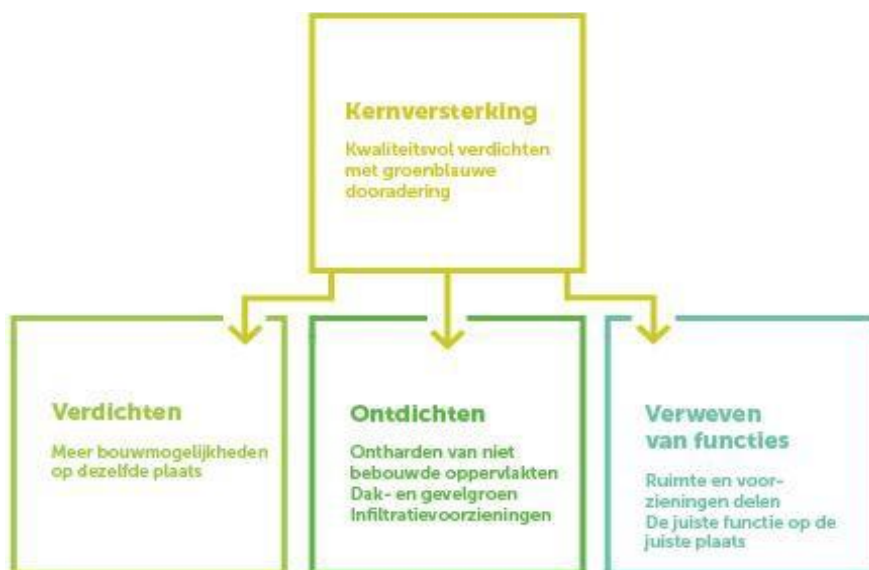 Kernversterking
Kwaliteitsvol verdichten
met groenblauwe
dooradering
Verdichten
Meer bouwmogelijkheden
op dezelfde plaats
Ontdichten
Ontharden van niet
bebouwde oppervlakten
Dak- en gevelgroen
Infiltratievoorzieningen
Verweven
van functies
Ruimte en voor-
zieningen delen
De juiste functie op de
juiste plaats